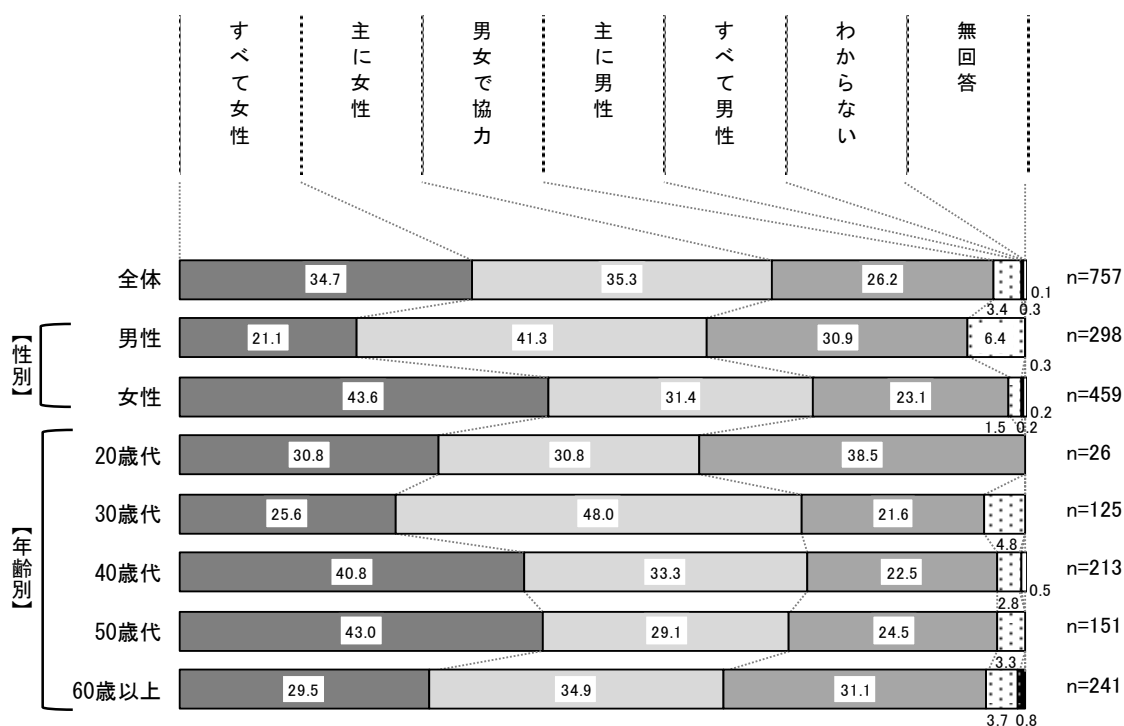 すべて女性
主に女性
男女で協力
主に男性
すべて男性
わからない
無回答
全体 34.7 35.3 26.2 3.4 0.3 0.1 n=757
【性別】
男性 21.1 41.3 30.9 6.4 0.3 n=298
女性 43.6 31.4 23.1 1.5 0.2 0.2 n=459
【年齢別】
20歳代 30.8 30.8 38.5 n=26
30歳代 25.6 48.0 21.6 4.8 n=125
40歳代 40.8 33.3 22.5 2.8 0.5 n=213
50歳代 43.0 29.1 24.5 3.3 n=151
60歳以上 29.5 34.9 31.1 3.7 0.8 n=241